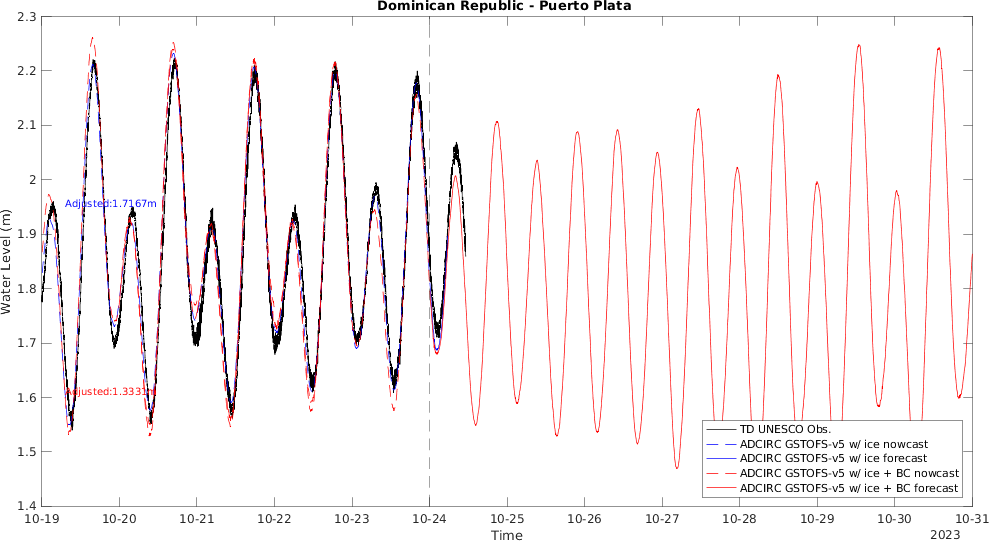 Dominican Republic - Puerto Plata
2.3
2.2
2.1
2
1.9
1.8
1.7
1.6
1.5
1.4
Water Level (m)
Adjusted:1.7167m
Adjusted:1.3331m
TD UNESCO Obs.
ADCIRC GSTOFS-v5 w/ ice nowcast
ADCIRC GSTOFS-v5 w/ ice forecast
ADCIRC GSTOFS-v5 w/ ice + BC nowcast
ADCIRC GSTOFS-v5 w/ ice + BC forecast
10-19 10-20 10-21 10-22 10-23 10-24 10-25 10-26 10-27 10-28 10-29 10-30 10-31
Time
2023